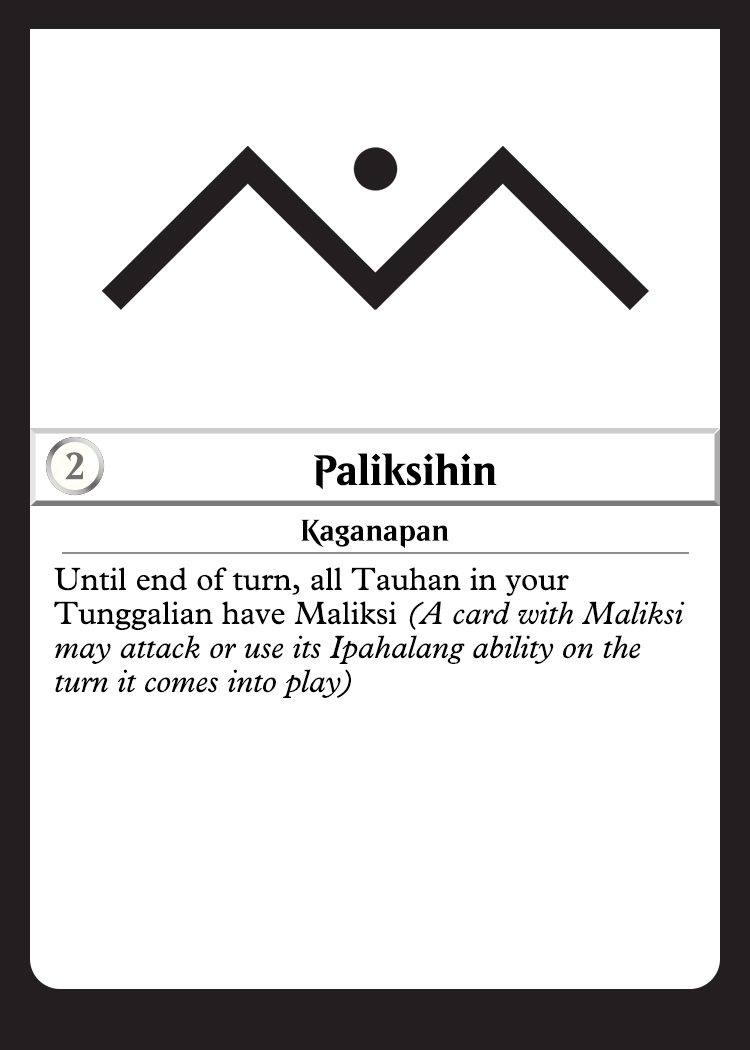 2
Paliksihin
Kaganapan
Until end of turn, all Tauhan in your
Tunggalian have Maliksi (A card with Maliksi
may attack or use its Ipahalang ability on the
turn it comes into play)